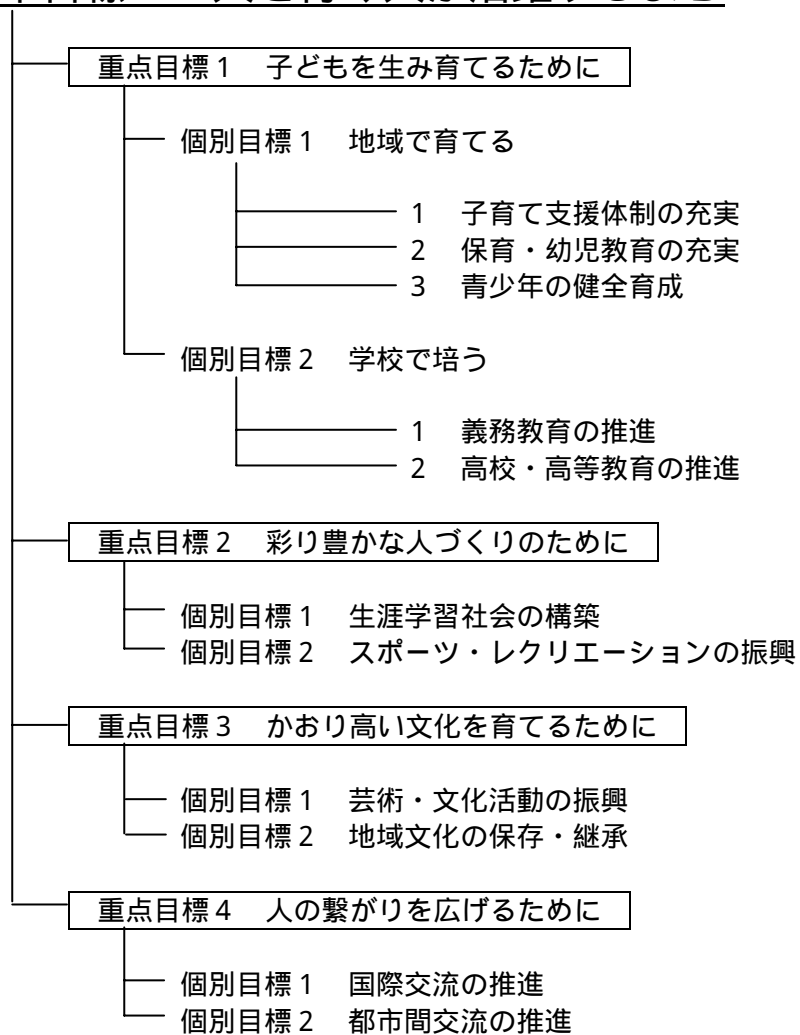 重点目標1 子どもを生み育てるために
個別目標1 地域で育てる
1 子育て支援体制の充実
2 保育・幼児教育の充実
3 青少年の健全育成
個別目標2 学校で培う
1 義務教育の推進
2 高校・高等教育の推進
重点目標2 彩り豊かな人づくりのために
個別目標1 生涯学習社会の構築
個別目標2 スポーツ・レクリエーションの振興
重点目標3 かおり高い文化を育てるために
個別目標1 芸術・文化活動の振興
個別目標2 地域文化の保存・継承
重点目標4 人の繋がりを広げるために
個別目標1 国際交流の推進
個別目標2 都市間交流の推進